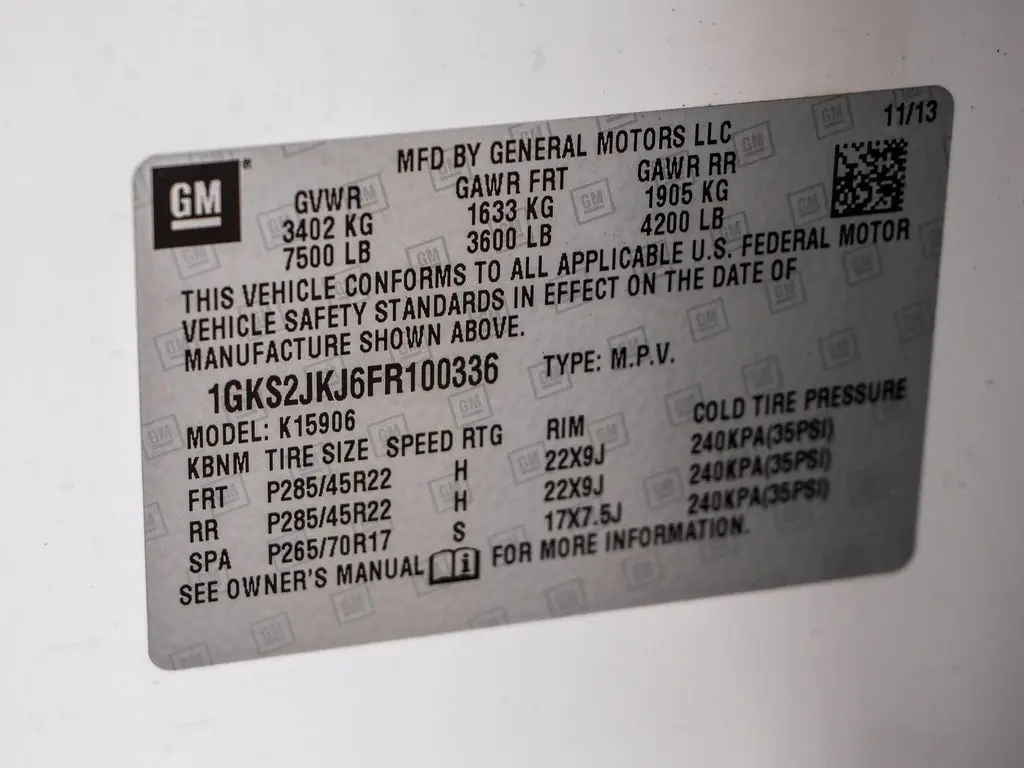 11/13
GM®
MFD BY GENERAL MOTORS LLC
GVWR GAWR FRT GAWR RR
3402 KG 1633 KG 1905 KG
7500 LB 3600 LB 4200 LB
THIS VEHICLE CONFORMS TO ALL APPLICABLE U.S. FEDERAL MOTOR
VEHICLE SAFETY STANDARDS IN EFFECT ON THE DATE OF
MANUFACTURE SHOWN ABOVE.
1GKS2JKJ6FR100336 TYPE: M.P.V.
MODEL: K15906
KBNM TIRE SIZE SPEED RTG RIM COLD TIRE PRESSURE
FRT P285/45R22 H 22X9J 240KPA(35PSI)
RR P285/45R22 H 22X9J 240KPA(35PSI)
SPA P265/70R17 S 17X7.5J 240KPA(35PSI)
SEE OWNER'S MANUAL i FOR MORE INFORMATION.